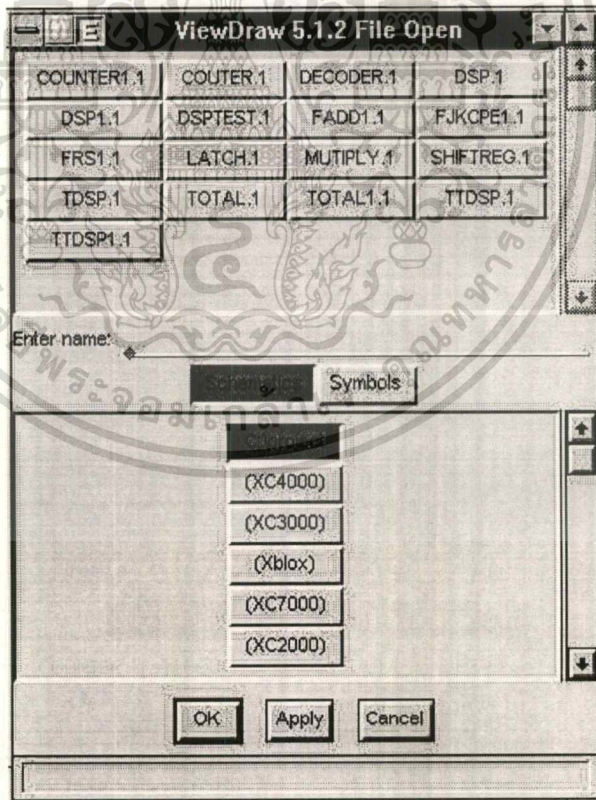 ViewDraw 5.1.2 File Open
COUNTER1.1 COUTER.1 DECODER.1 DSP.1
DSP1.1 DSPTEST.1 FADD1.1 FJKCPE1.1
FRS1.1 LATCH.1 MUTIPLY.1 SHIFTREG.1
TDSP.1 TOTAL.1 TOTAL1.1 TTDSP.1
TTDSP1.1
Enter name:
Schematics Symbols
(XC4000)
(XC3000)
(Xblox)
(XC7000)
(XC2000)
OK Apply Cancel